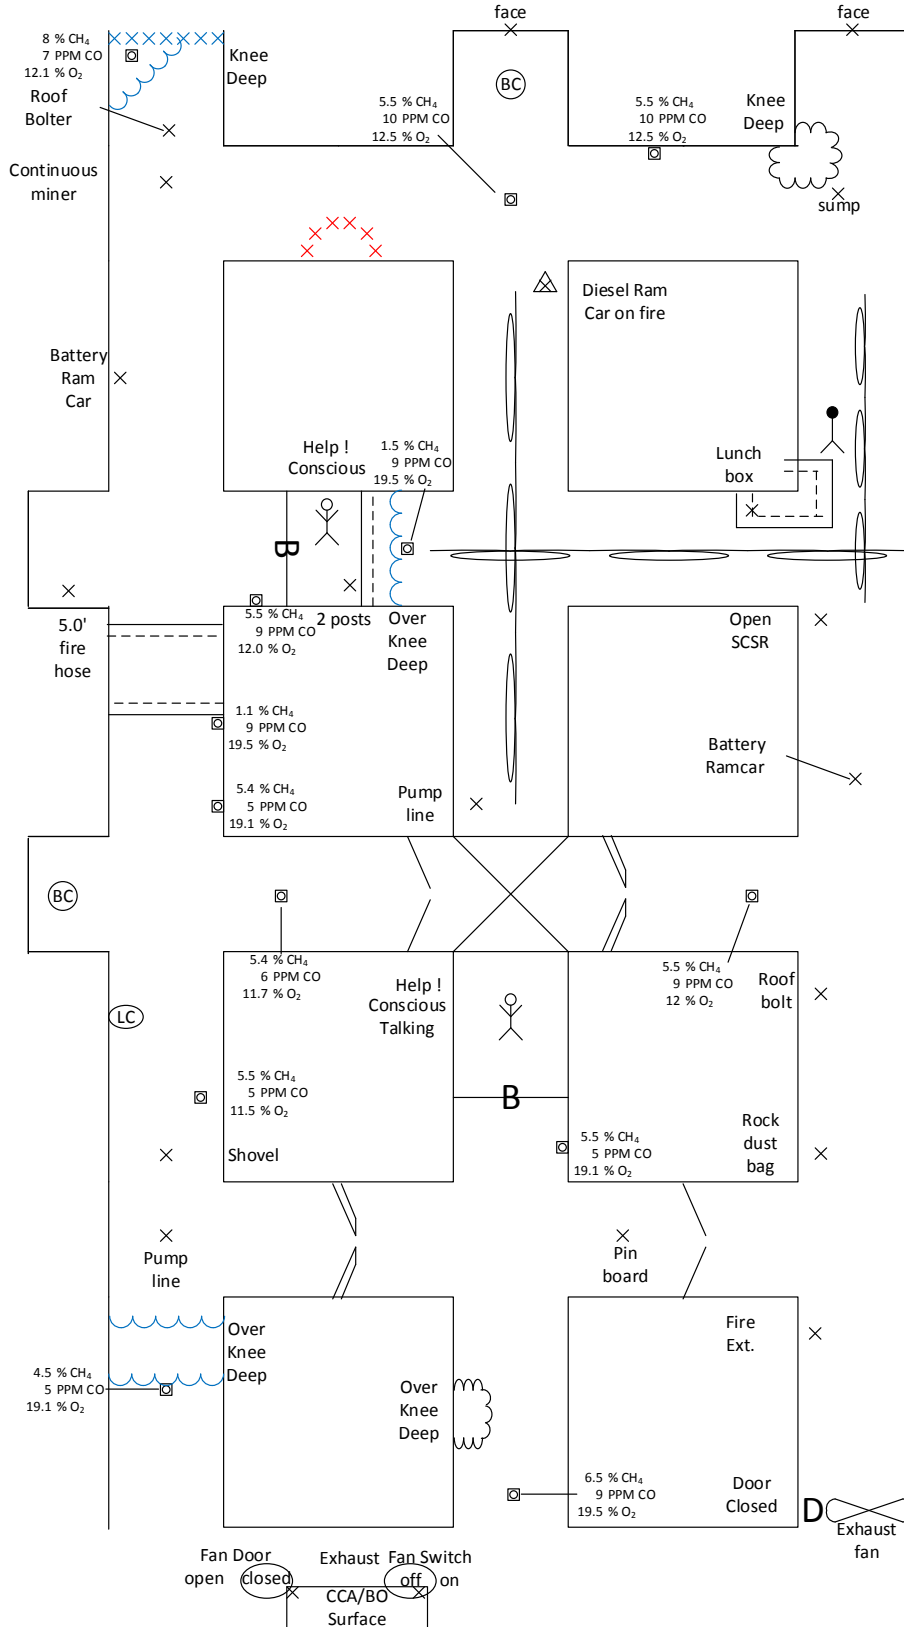 face
face
8 % CH₄
7 PPM CO
12.1 % O₂
Knee
Deep
Roof
Bolter
BC
5.5 % CH₄
10 PPM CO
12.5 % O₂
5.5 % CH₄
10 PPM CO
12.5 % O₂
Knee
Deep
Continuous
miner
sump
Diesel Ram
Car on fire
Battery
Ram
Car
Help !
Conscious
1.5 % CH₄
9 PPM CO
19.5 % O₂
Lunch
box
B
5.0'
fire
hose
5.5 % CH₄
9 PPM CO
12.0 % O₂
2 posts
Over
Knee
Deep
Open
SCSR
1.1 % CH₄
9 PPM CO
19.5 % O₂
Battery
Ramcar
5.4 % CH₄
5 PPM CO
19.1 % O₂
Pump
line
BC
5.4 % CH₄
6 PPM CO
11.7 % O₂
Help !
Conscious
Talking
5.5 % CH₄
9 PPM CO
12 % O₂
Roof
bolt
LC
5.5 % CH₄
5 PPM CO
11.5 % O₂
B
Shovel
5.5 % CH₄
5 PPM CO
19.1 % O₂
Rock
dust
bag
Pump
line
Pin
board
Over
Knee
Deep
Fire
Ext.
4.5 % CH₄
5 PPM CO
19.1 % O₂
Over
Knee
Deep
6.5 % CH₄
9 PPM CO
19.5 % O₂
Door
Closed
D
Exhaust
fan
Fan Door
open closed
Exhaust Fan Switch
off on
CCA/BO
Surface